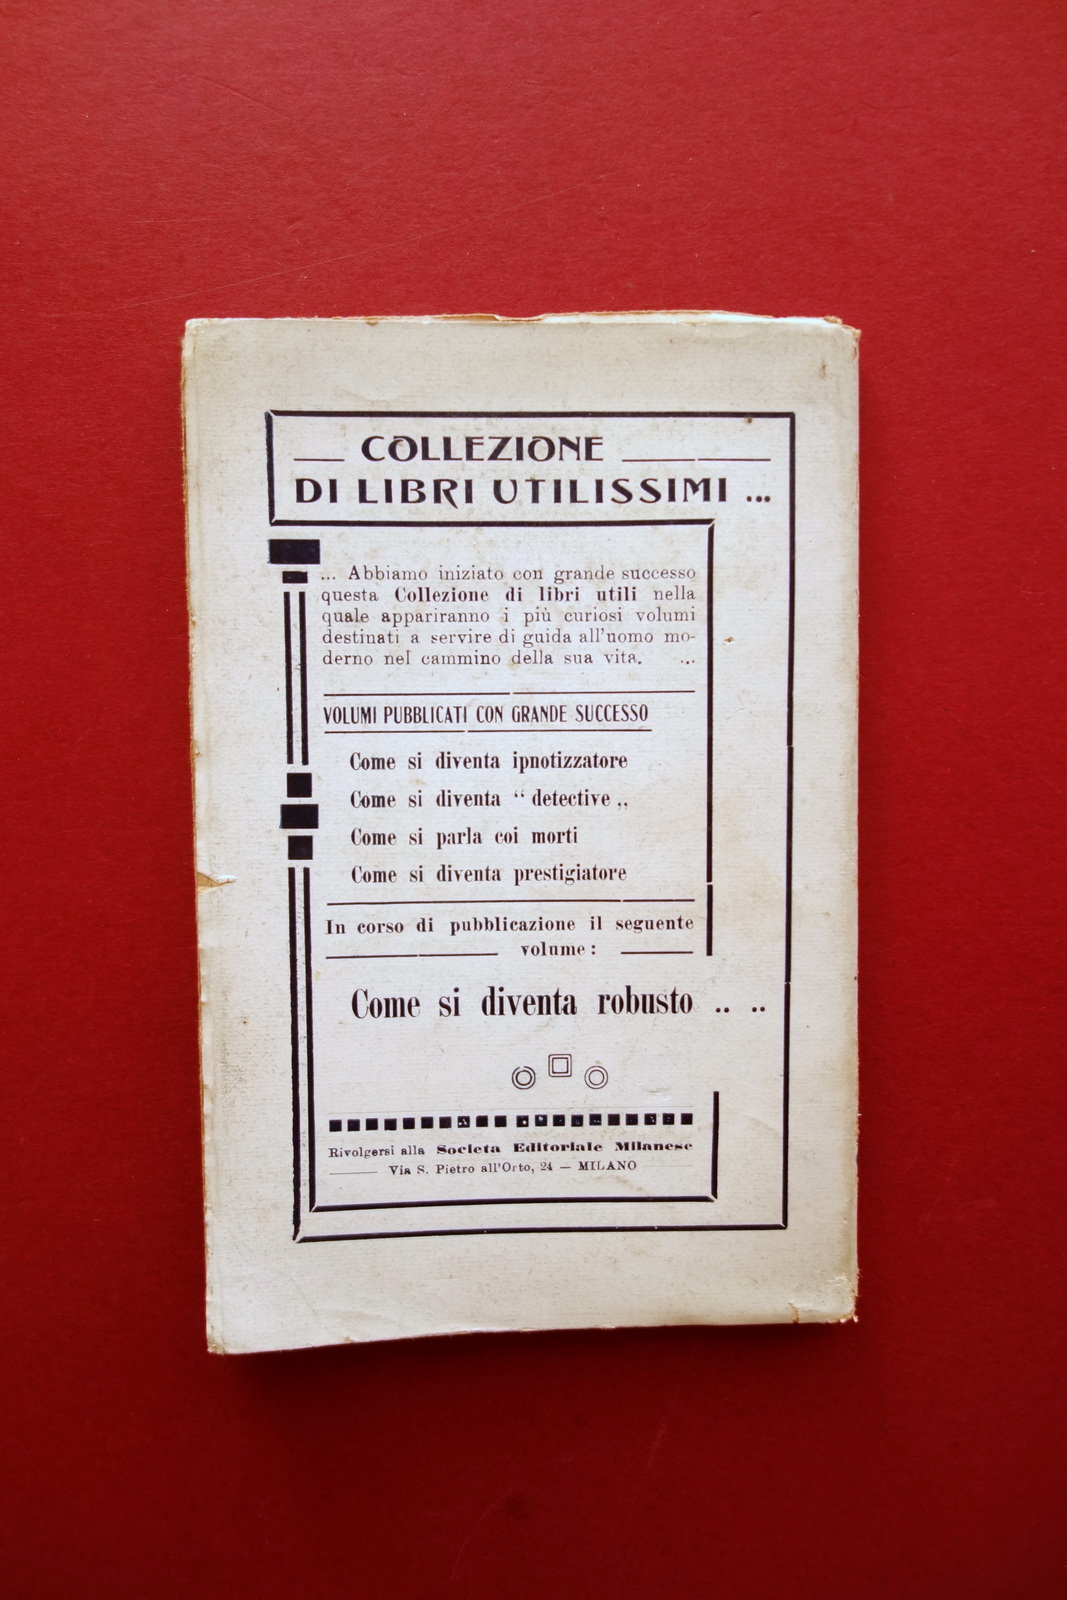 COLLEZIONE
DI LIBRI UTILISSIMI ...
... Abbiamo iniziato con grande successo
questa Collezione di libri utili nella
quale appariranno i più curiosi volumi
destinati a servire di guida all'uomo mo-
derno nel cammino della sua vita. ...
VOLUMI PUBBLICATI CON GRANDE SUCCESSO
Come si diventa ipnotizzatore
Come si diventa “ detective „
Come si parla coi morti
Come si diventa prestigiatore
In corso di pubblicazione il seguente
volume :
Come si diventa robusto .. ..
Rivolgersi alla Societa Editoriale Milanese
Via S. Pietro all'Orto, 24 — MILANO